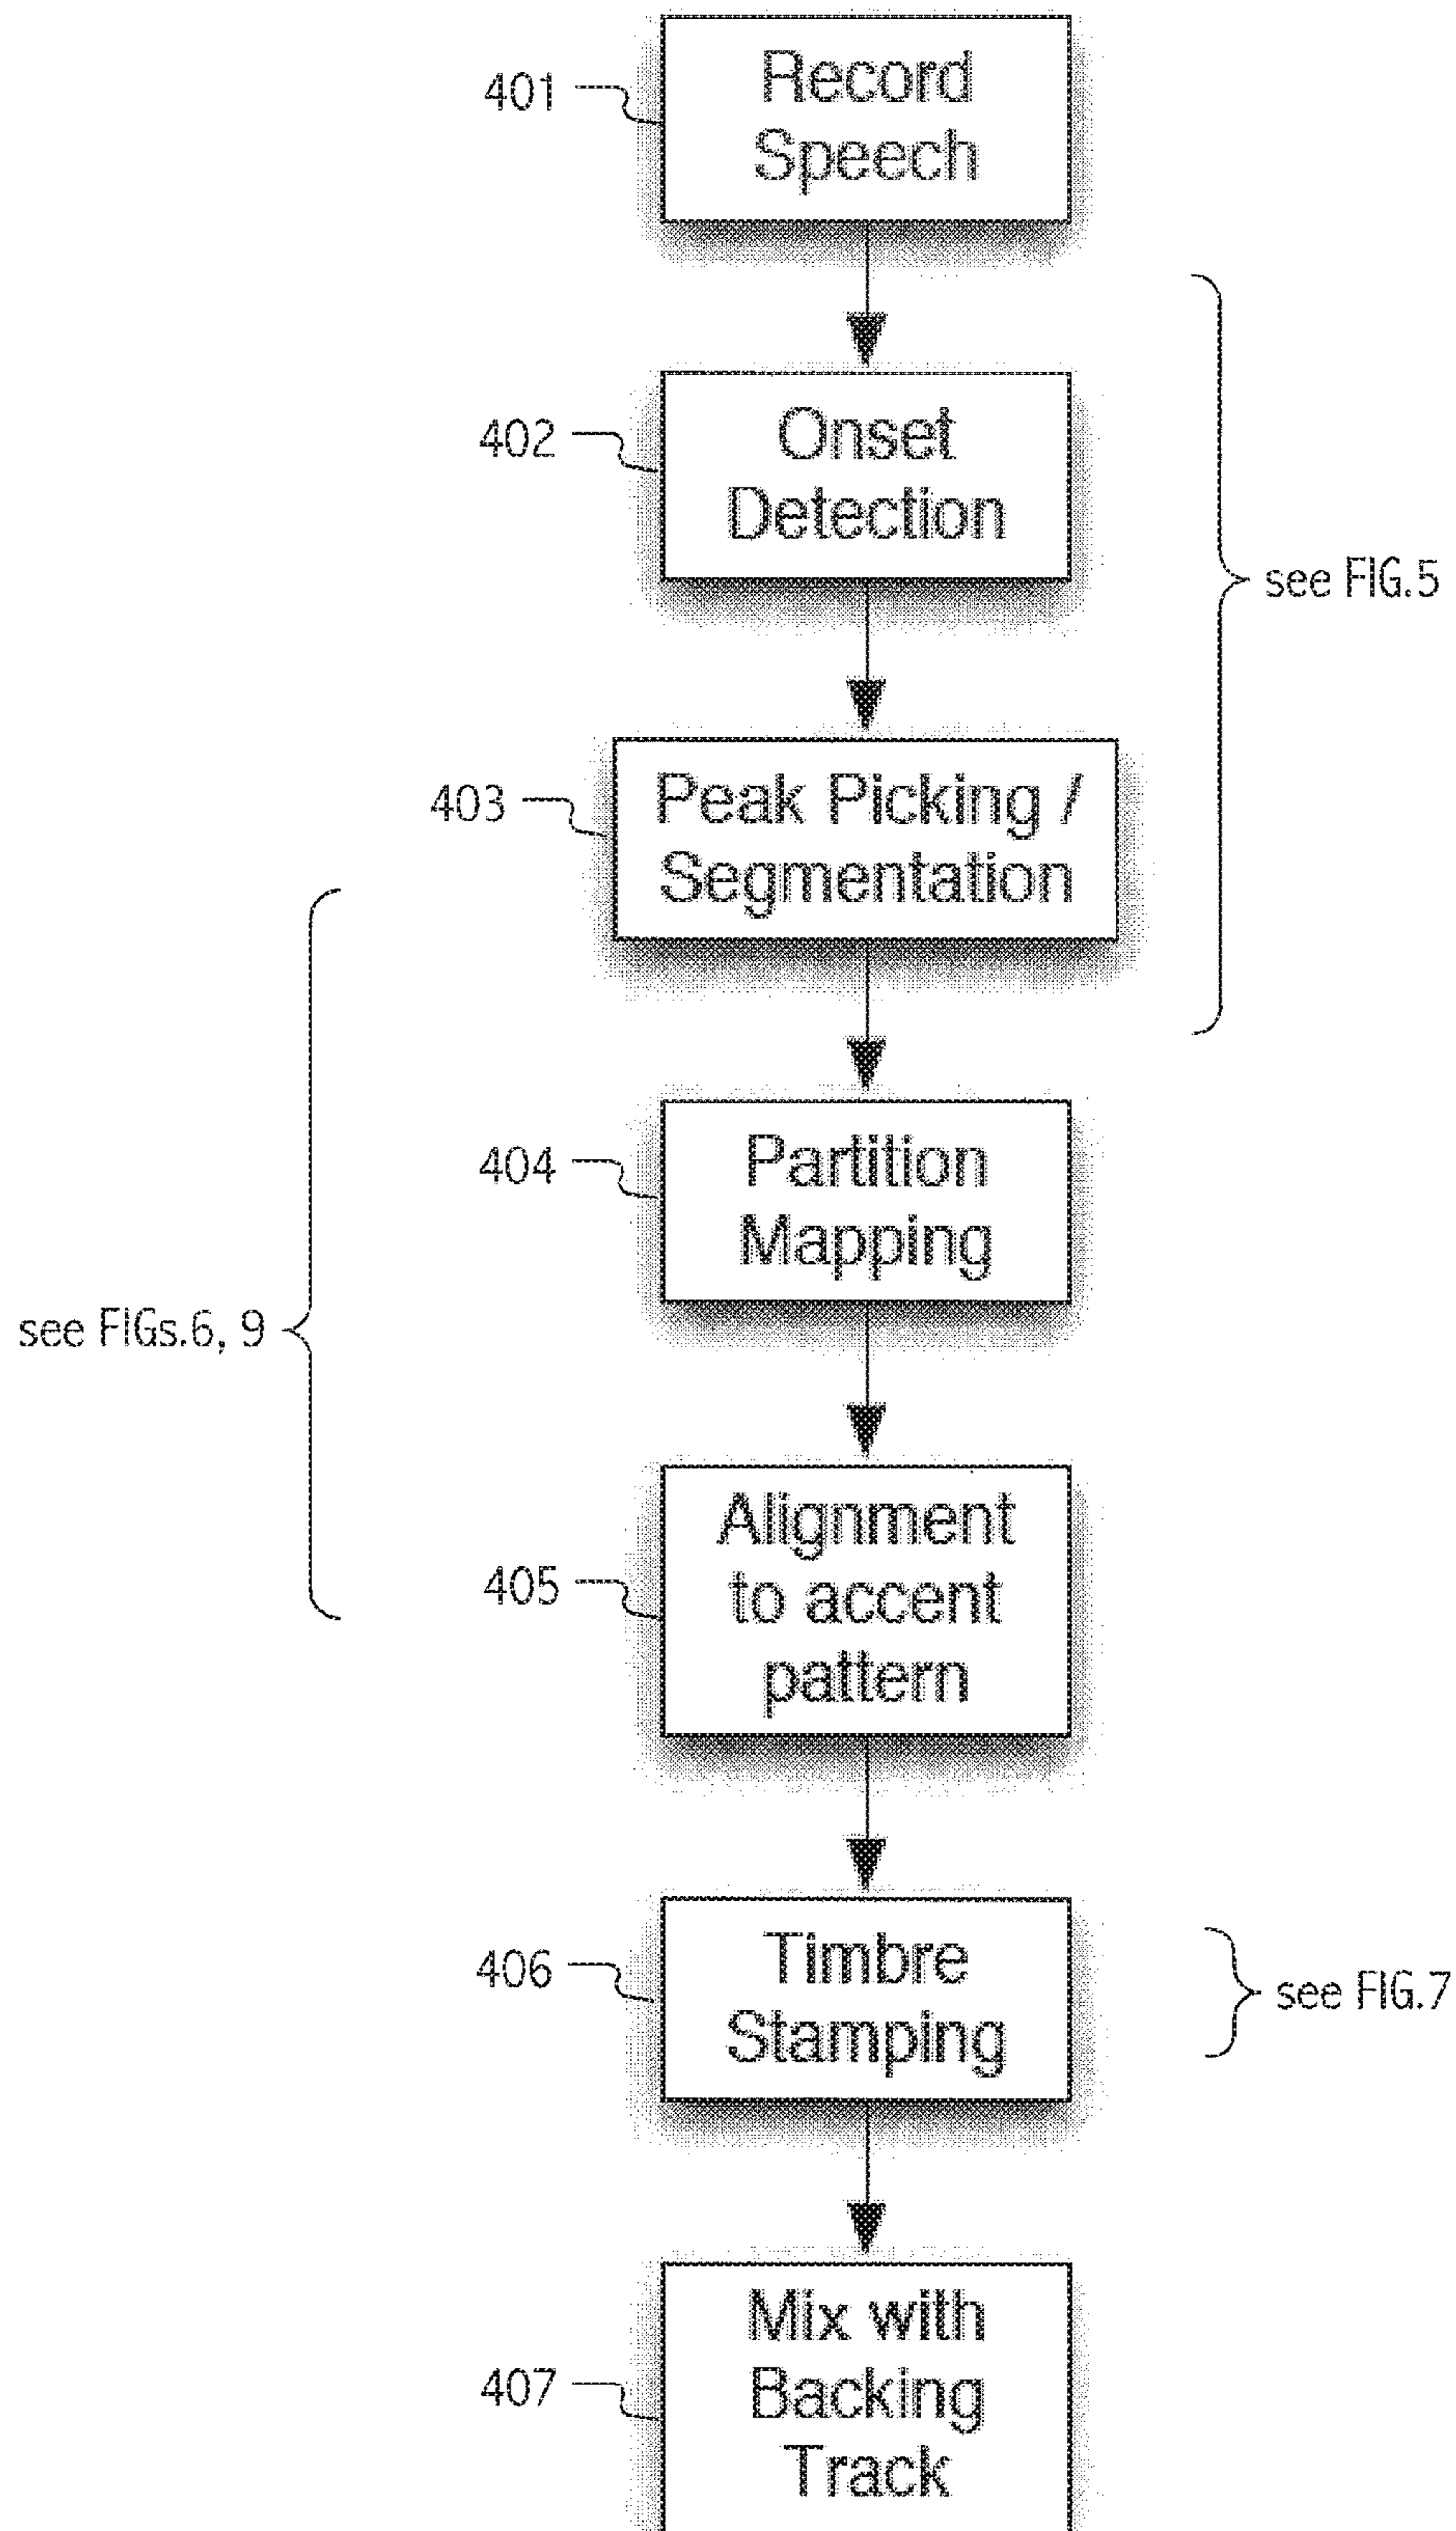 401
Record
Speech
402
Onset
Detection
see FIG.5
403
Peak Picking /
Segmentation
404
Partition
Mapping
see FIGs.6, 9
405
Alignment
to accent
pattern
406
Timbre
Stamping
see FIG.7
407
Mix with
Backing
Track